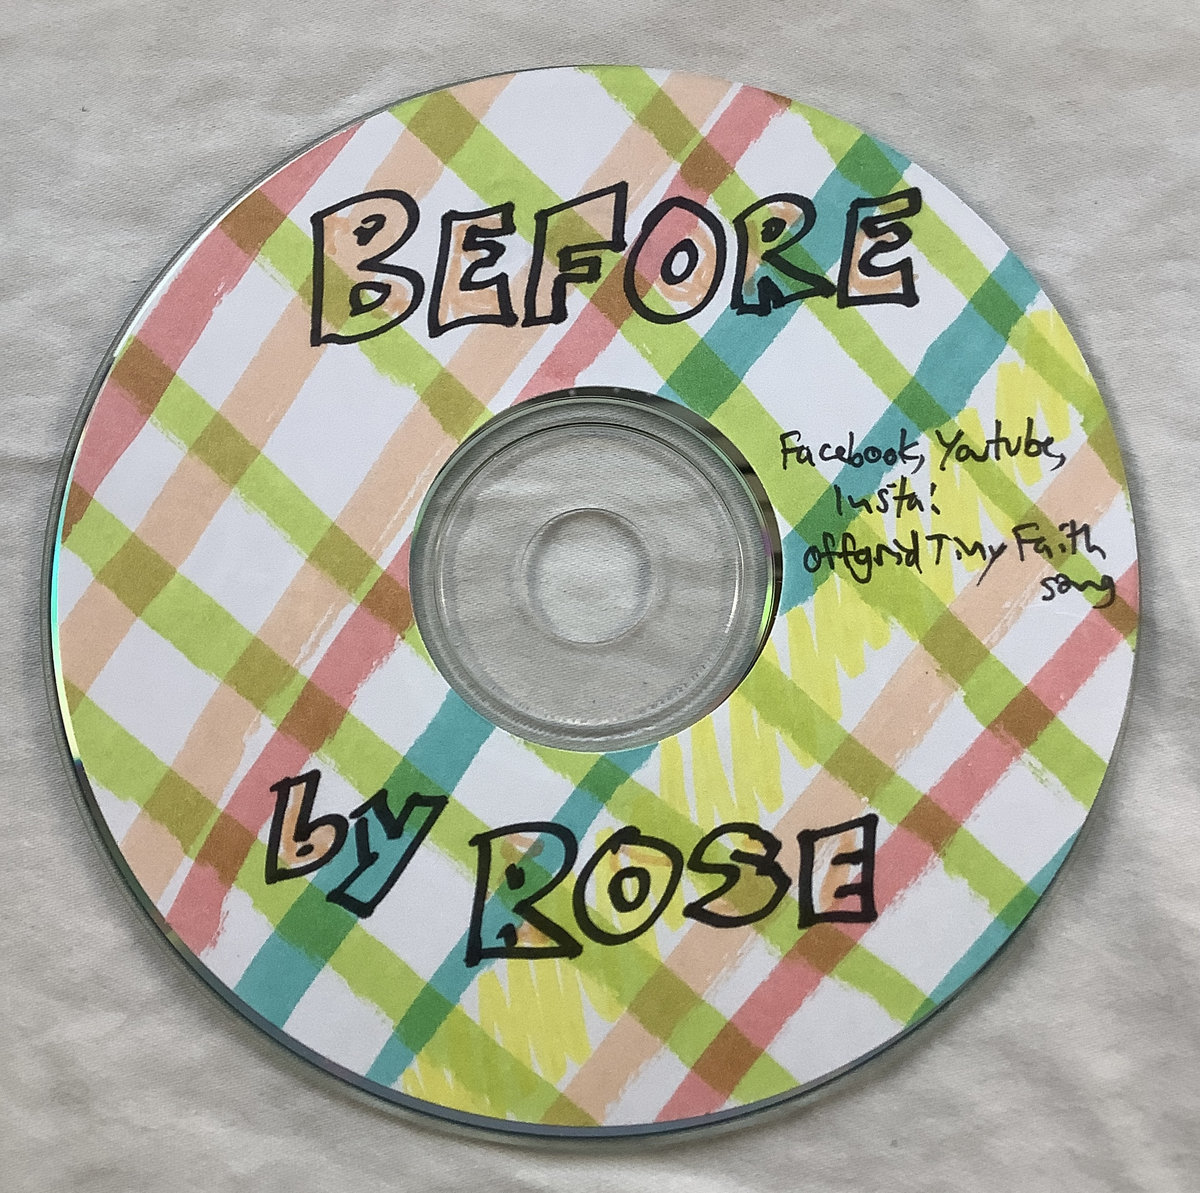 BEFORE
Facebook, Youtube,
Insta:
offgrid Tiny Faith
song
by ROSE